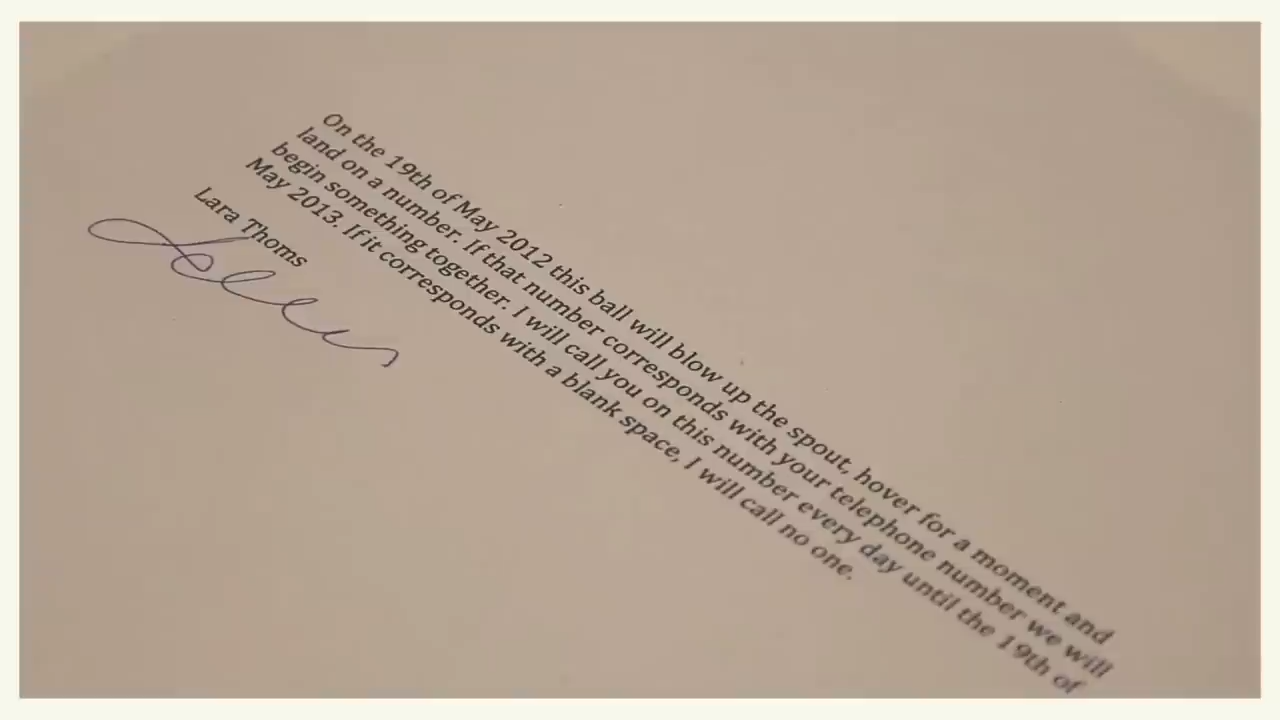 On the 19th of May 2012 this ball will blow up the spout, hover for a moment and
land on a number. If that number corresponds with your telephone number we will
begin something together. I will call you on this number every day until the 19th of
May 2013. If it corresponds with a blank space, I will call no one.
Lara Thoms